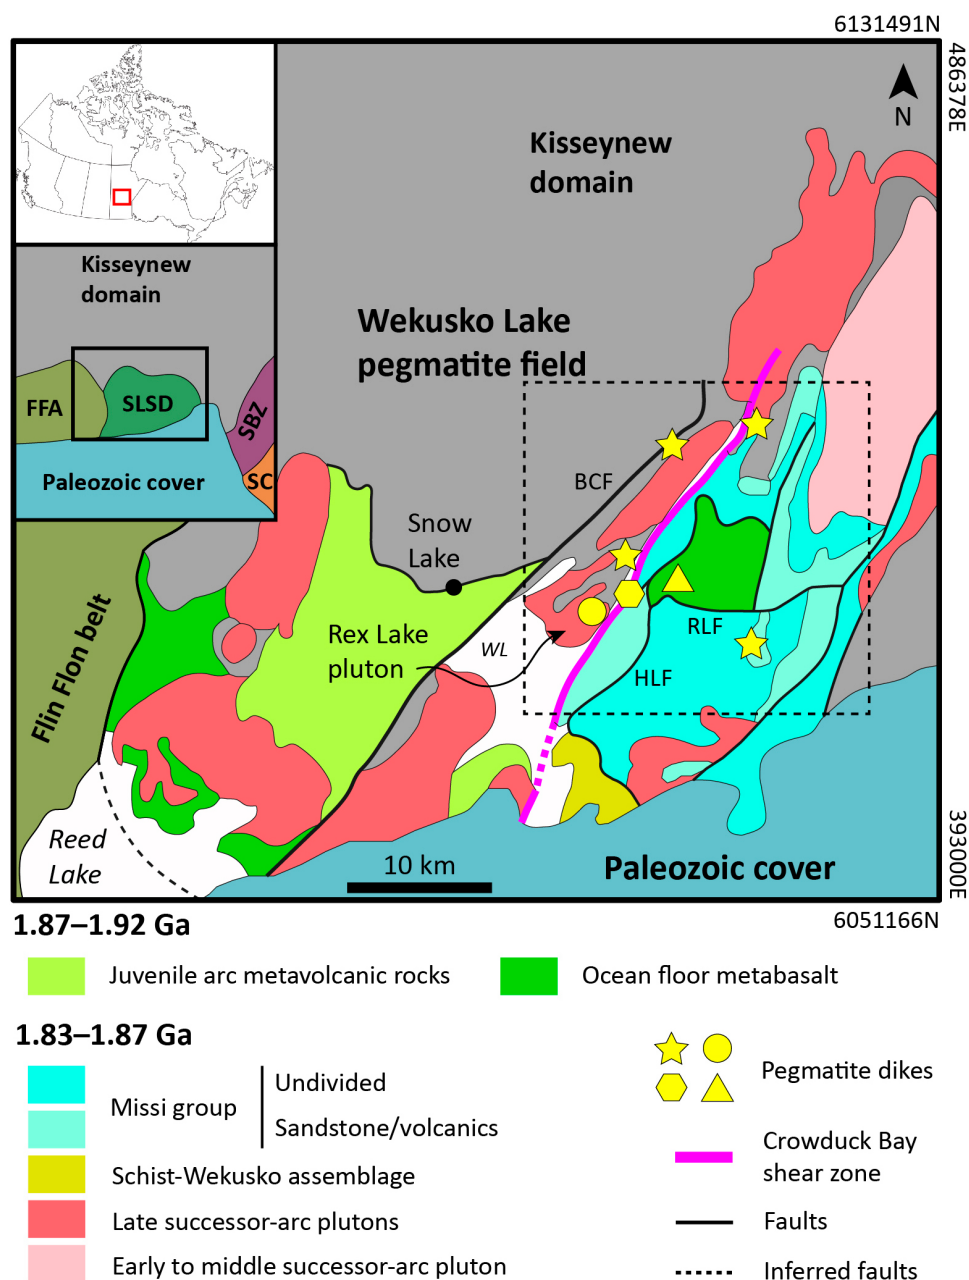 6131491N
486378E
N
Kisseynew
domain
Kisseynew
domain
FFA
SLSD
SBZ
SC
Paleozoic cover
Wekusko Lake
pegmatite field
BCF
Snow
Lake
Rex Lake
pluton
WL
RLF
HLF
Flin Flon belt
Reed
Lake
10 km
Paleozoic cover
393000E
6051166N
1.87–1.92 Ga
Juvenile arc metavolcanic rocks
Ocean floor metabasalt
1.83–1.87 Ga
Missi group
Undivided
Sandstone/volcanics
Schist-Wekusko assemblage
Late successor-arc plutons
Early to middle successor-arc pluton
Pegmatite dikes
Crowduck Bay
shear zone
Faults
Inferred faults